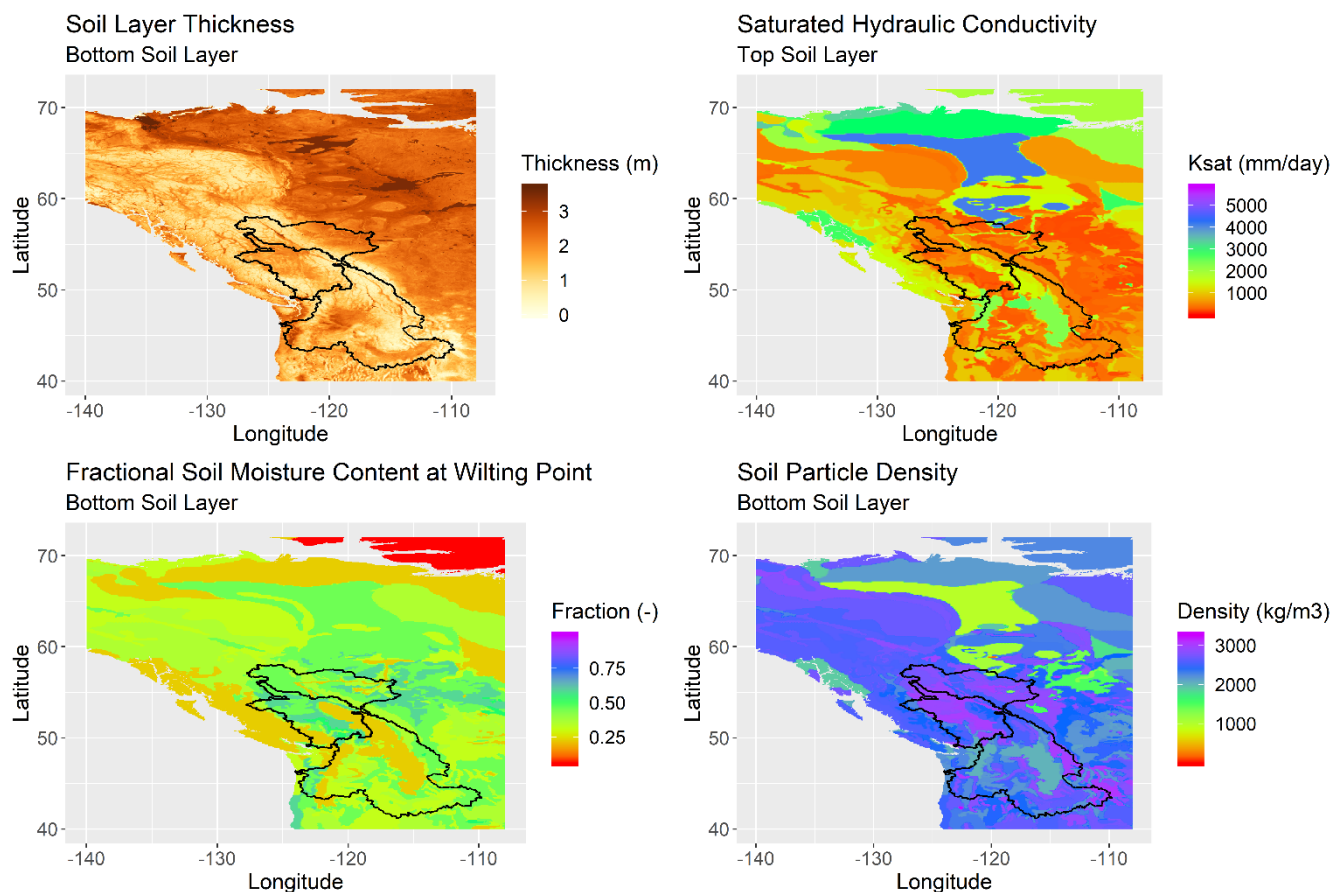 Soil Layer Thickness
Bottom Soil Layer
70
60
50
40
Latitude
-140
-130
-120
-110
Longitude
Thickness (m)
3
2
1
0
Saturated Hydraulic Conductivity
Top Soil Layer
70
60
50
40
Latitude
-140
-130
-120
-110
Longitude
Ksat (mm/day)
5000
4000
3000
2000
1000
Fractional Soil Moisture Content at Wilting Point
Bottom Soil Layer
70
60
50
40
Latitude
-140
-130
-120
-110
Longitude
Fraction (-)
0.75
0.50
0.25
Soil Particle Density
Bottom Soil Layer
70
60
50
40
Latitude
-140
-130
-120
-110
Longitude
Density (kg/m3)
3000
2000
1000